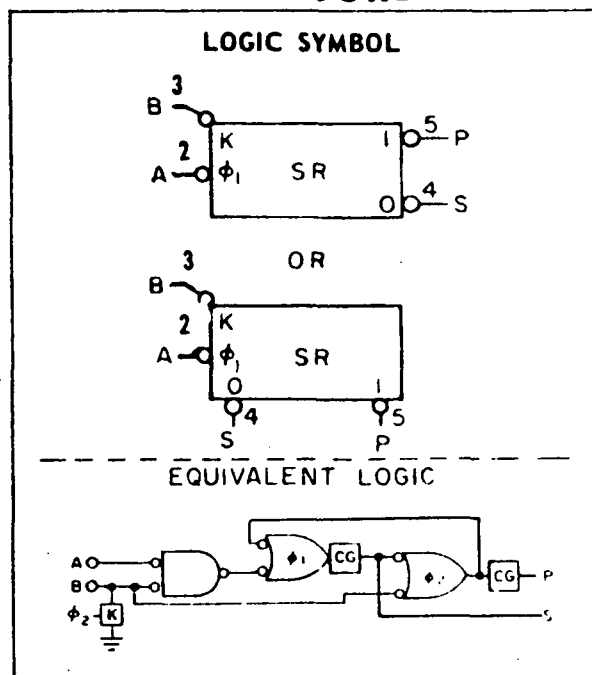 LOGIC SYMBOL
3
B
K 1 5 P
2
A φ₁ SR
0 4 S
OR
3
B
K
2
A φ₁ SR
0 1
4 5
S P
EQUIVALENT LOGIC
A φ₁ CG
B φ CG P
φ₂ K S